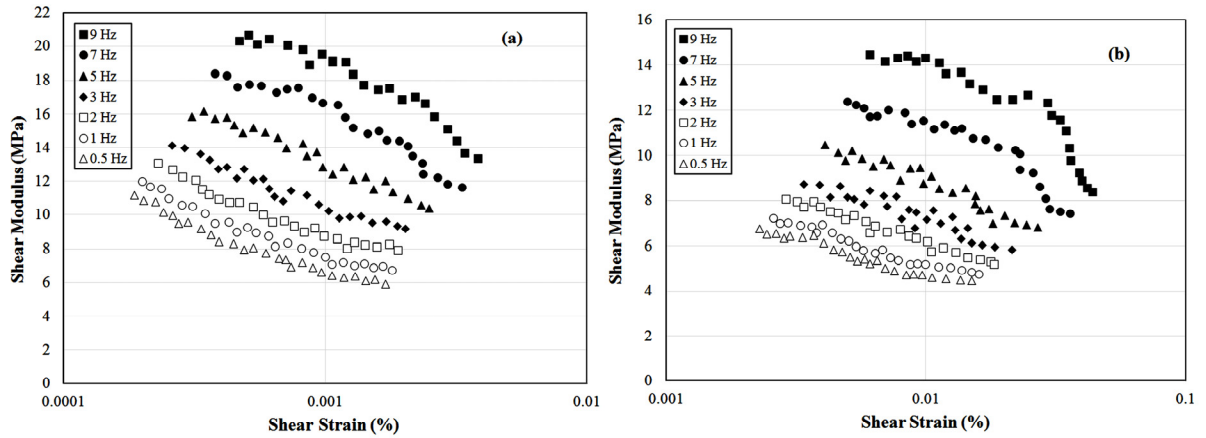 (a)
Shear Modulus (MPa)
22
20
18
16
14
12
10
8
6
4
2
0
9 Hz
7 Hz
5 Hz
3 Hz
2 Hz
1 Hz
0.5 Hz
0.0001
0.001
0.01
Shear Strain (%)
(b)
Shear Modulus (MPa)
16
14
12
10
8
6
4
2
0
9 Hz
7 Hz
5 Hz
3 Hz
2 Hz
1 Hz
0.5 Hz
0.001
0.01
0.1
Shear Strain (%)